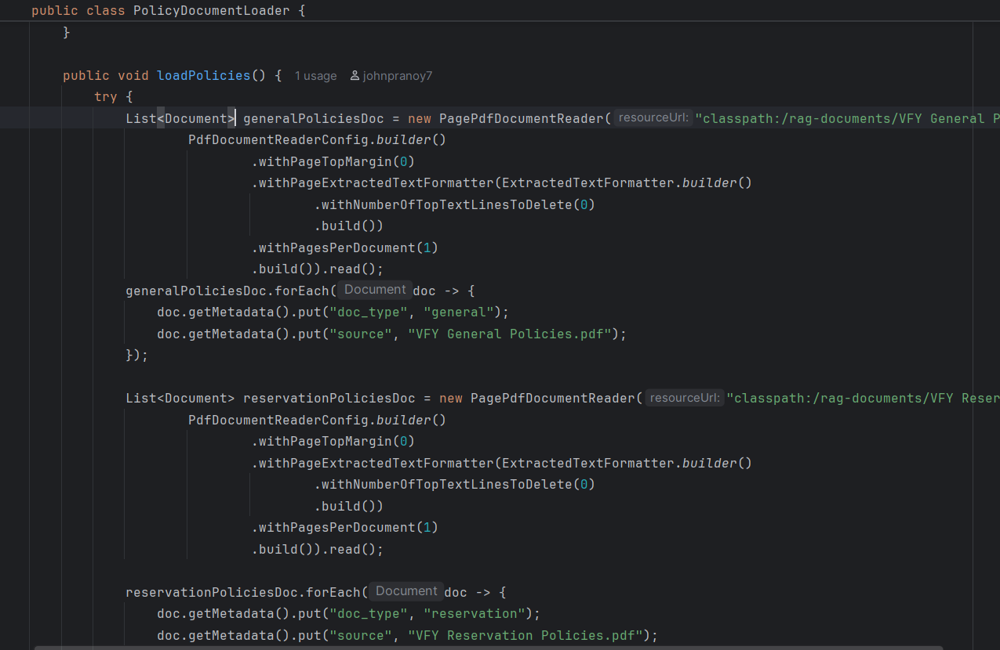 public class PolicyDocumentLoader {
}
public void loadPolicies() { 1 usage johnpranoy7
try {
List<Document> generalPoliciesDoc = new PagePdfDocumentReader( resourceUrl: "classpath:/rag-documents/VFY General P
PdfDocumentReaderConfig.builder()
.withPageTopMargin(0)
.withPageExtractedTextFormatter(ExtractedTextFormatter.builder()
.withNumberOfTopTextLinesToDelete(0)
.build())
.withPagesPerDocument(1)
.build()).read();
generalPoliciesDoc.forEach( Document doc -> {
doc.getMetadata().put("doc_type", "general");
doc.getMetadata().put("source", "VFY General Policies.pdf");
});
List<Document> reservationPoliciesDoc = new PagePdfDocumentReader( resourceUrl: "classpath:/rag-documents/VFY Reser
PdfDocumentReaderConfig.builder()
.withPageTopMargin(0)
.withPageExtractedTextFormatter(ExtractedTextFormatter.builder()
.withNumberOfTopTextLinesToDelete(0)
.build())
.withPagesPerDocument(1)
.build()).read();
reservationPoliciesDoc.forEach( Document doc -> {
doc.getMetadata().put("doc_type", "reservation");
doc.getMetadata().put("source", "VFY Reservation Policies.pdf");